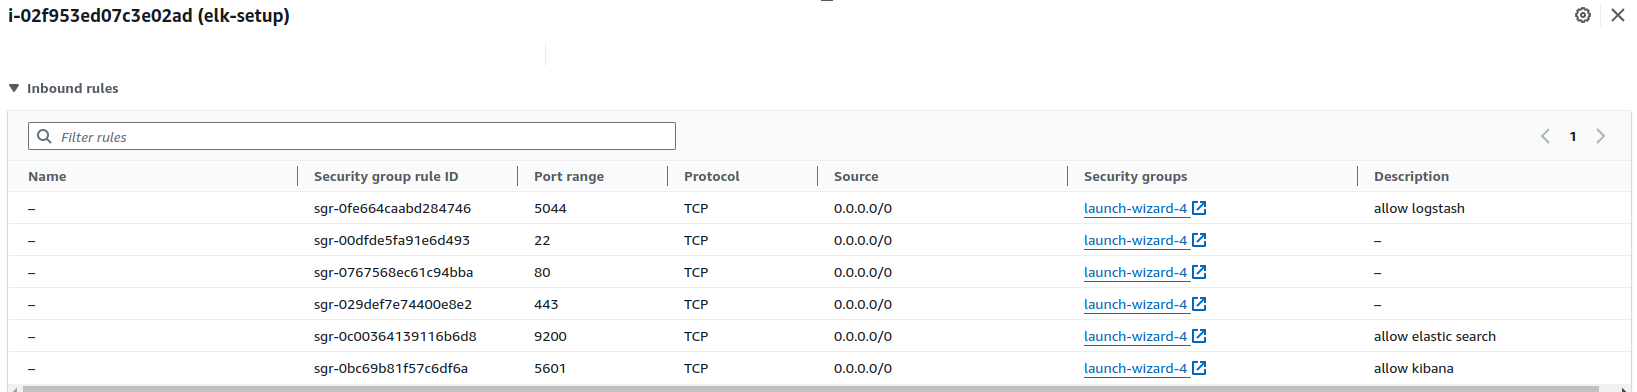 i-02f953ed07c3e02ad (elk-setup)
Inbound rules
Filter rules
1
Name Security group rule ID Port range Protocol Source Security groups Description
– sgr-0fe664caabd284746 5044 TCP 0.0.0.0/0 launch-wizard-4 allow logstash
– sgr-00dfde5fa91e6d493 22 TCP 0.0.0.0/0 launch-wizard-4 –
– sgr-0767568ec61c94bba 80 TCP 0.0.0.0/0 launch-wizard-4 –
– sgr-029def7e74400e8e2 443 TCP 0.0.0.0/0 launch-wizard-4 –
– sgr-0c00364139116b6d8 9200 TCP 0.0.0.0/0 launch-wizard-4 allow elastic search
– sgr-0bc69b81f57c6df6a 5601 TCP 0.0.0.0/0 launch-wizard-4 allow kibana